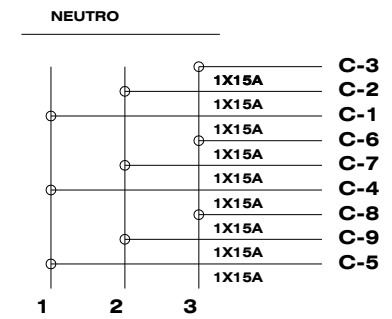 NEUTRO
C-3
1X15A
C-2
1X15A
C-1
1X15A
C-6
1X15A
C-7
1X15A
C-4
1X15A
C-8
1X15A
C-9
1X15A
C-5
1X15A
1 2 3